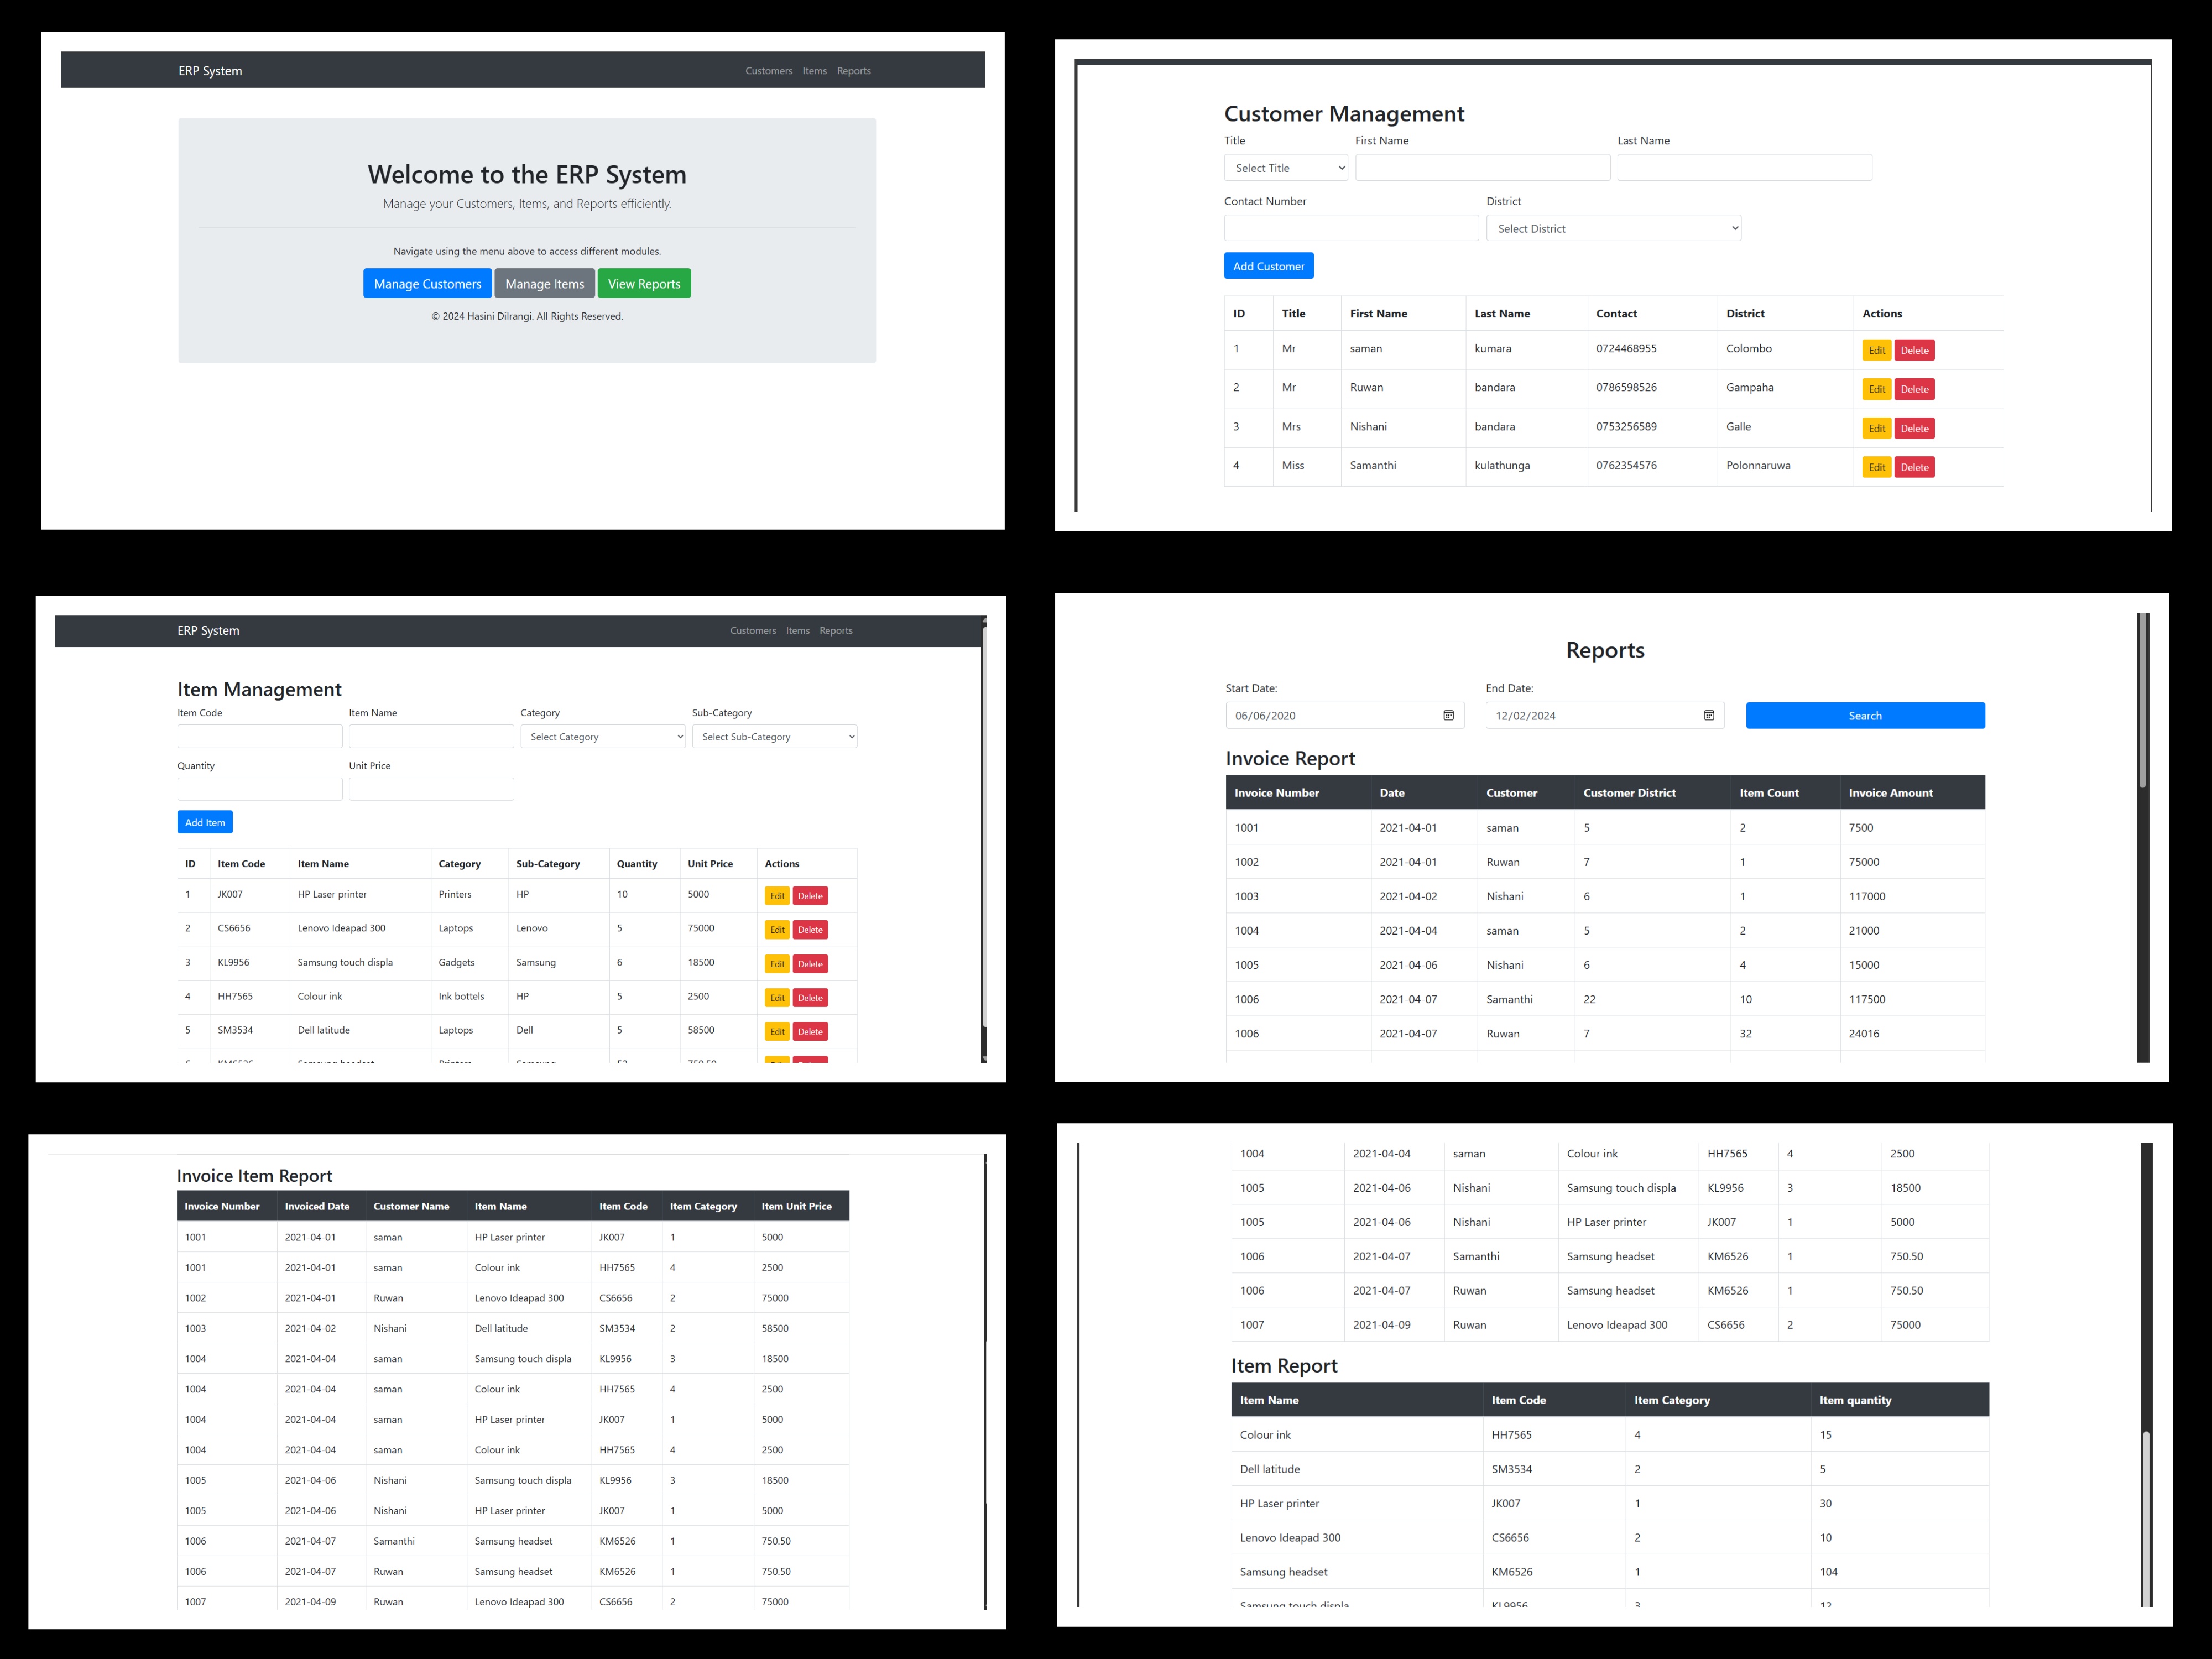 ERP System Customers Items Reports
Welcome to the ERP System
Manage your Customers, Items, and Reports efficiently.
Navigate using the menu above to access different modules.
Manage Customers Manage Items View Reports
© 2024 Hasini Dilrangi. All Rights Reserved.
Customer Management
Title First Name Last Name
Select Title
Contact Number District
Select District
Add Customer
ID Title First Name Last Name Contact District Actions
1 Mr saman kumara 0724468955 Colombo Edit Delete
2 Mr Ruwan bandara 0786598526 Gampaha Edit Delete
3 Mrs Nishani bandara 0753256589 Galle Edit Delete
4 Miss Samanthi kulathunga 0762354576 Polonnaruwa Edit Delete
ERP System Customers Items Reports
Item Management
Item Code Item Name Category Sub-Category
Select Category Select Sub-Category
Quantity Unit Price
Add Item
ID Item Code Item Name Category Sub-Category Quantity Unit Price Actions
1 JK007 HP Laser printer Printers HP 10 5000 Edit Delete
2 CS6656 Lenovo Ideapad 300 Laptops Lenovo 5 75000 Edit Delete
3 KL9956 Samsung touch displa Gadgets Samsung 6 18500 Edit Delete
4 HH7565 Colour ink Ink bottels HP 5 2500 Edit Delete
5 SM3534 Dell latitude Laptops Dell 5 58500 Edit Delete
Reports
Start Date: End Date:
06/06/2020 12/02/2024 Search
Invoice Report
Invoice Number Date Customer Customer District Item Count Invoice Amount
1001 2021-04-01 saman 5 2 7500
1002 2021-04-01 Ruwan 7 1 75000
1003 2021-04-02 Nishani 6 1 117000
1004 2021-04-04 saman 5 2 21000
1005 2021-04-06 Nishani 6 4 15000
1006 2021-04-07 Samanthi 22 10 117500
1006 2021-04-07 Ruwan 7 32 24016
Invoice Item Report
Invoice Number Invoiced Date Customer Name Item Name Item Code Item Category Item Unit Price
1001 2021-04-01 saman HP Laser printer JK007 1 5000
1001 2021-04-01 saman Colour ink HH7565 4 2500
1002 2021-04-01 Ruwan Lenovo Ideapad 300 CS6656 2 75000
1003 2021-04-02 Nishani Dell latitude SM3534 2 58500
1004 2021-04-04 saman Samsung touch displa KL9956 3 18500
1004 2021-04-04 saman Colour ink HH7565 4 2500
1004 2021-04-04 saman HP Laser printer JK007 1 5000
1004 2021-04-04 saman Colour ink HH7565 4 2500
1005 2021-04-06 Nishani Samsung touch displa KL9956 3 18500
1005 2021-04-06 Nishani HP Laser printer JK007 1 5000
1006 2021-04-07 Samanthi Samsung headset KM6526 1 750.50
1006 2021-04-07 Ruwan Samsung headset KM6526 1 750.50
1007 2021-04-09 Ruwan Lenovo Ideapad 300 CS6656 2 75000
1004 2021-04-04 saman Colour ink HH7565 4 2500
1005 2021-04-06 Nishani Samsung touch displa KL9956 3 18500
1005 2021-04-06 Nishani HP Laser printer JK007 1 5000
1006 2021-04-07 Samanthi Samsung headset KM6526 1 750.50
1006 2021-04-07 Ruwan Samsung headset KM6526 1 750.50
1007 2021-04-09 Ruwan Lenovo Ideapad 300 CS6656 2 75000
Item Report
Item Name Item Code Item Category Item quantity
Colour ink HH7565 4 15
Dell latitude SM3534 2 5
HP Laser printer JK007 1 30
Lenovo Ideapad 300 CS6656 2 10
Samsung headset KM6526 1 104
Samsung touch displa KL9956 3 12